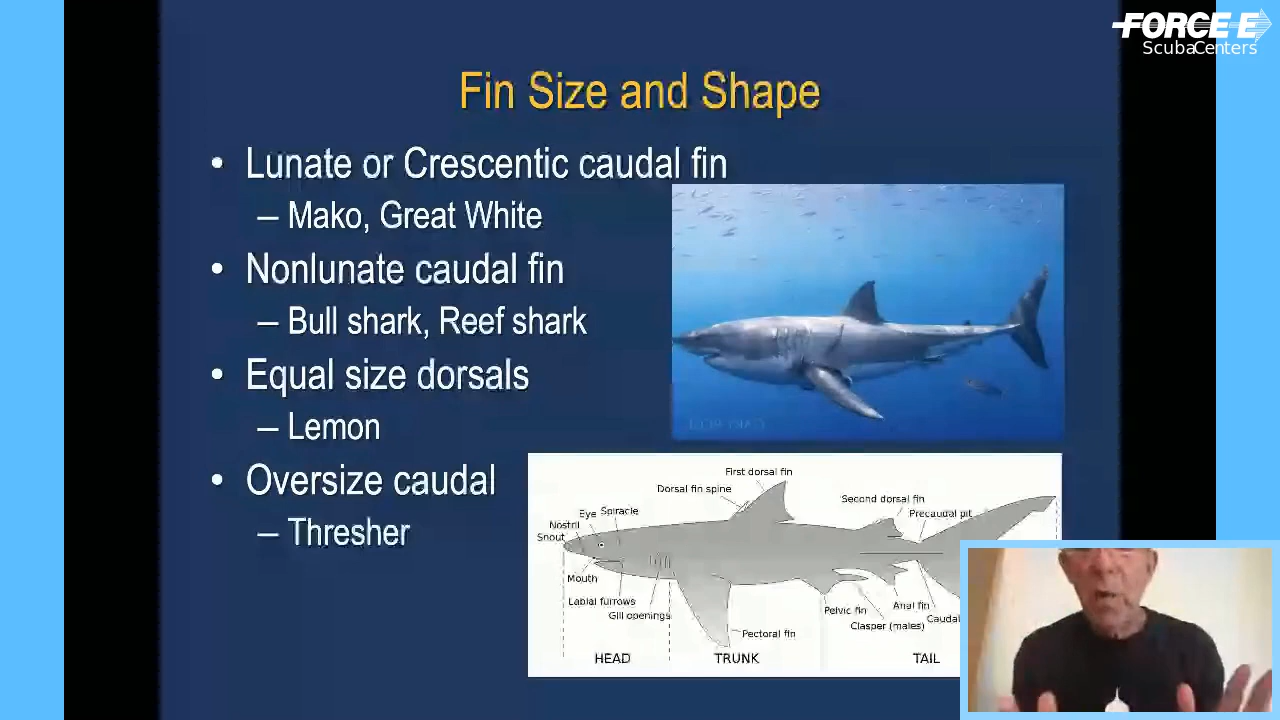 FORCE-E
ScubaCenters
Fin Size and Shape
• Lunate or Crescentic caudal fin
– Mako, Great White
• Nonlunate caudal fin
– Bull shark, Reef shark
• Equal size dorsals
– Lemon
• Oversize caudal
– Thresher
First dorsal fin
Dorsal fin spine
Second dorsal fin
Precaudal pit
Eye
Spiracle
Nostril
Snout
Mouth
Labial furrows
Gill openings
Pectoral fin
Pelvic fin
Clasper (males)
Anal fin
Caudal
HEAD
TRUNK
TAIL